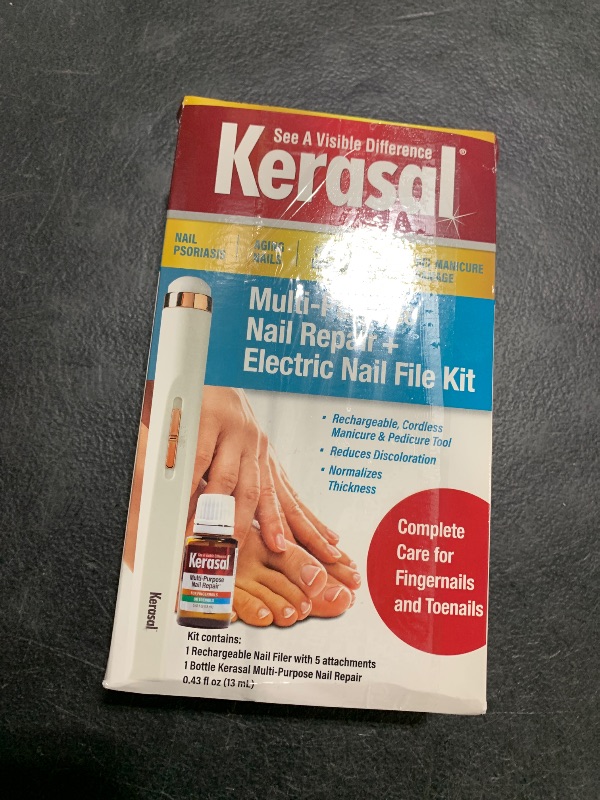 See A Visible Difference
Kerasal®
NAIL
PSORIASIS
AGING
NAILS
MANICURE
Multi-
Nail Repair +
Electric Nail File Kit
• Rechargeable, Cordless
Manicure & Pedicure Tool
• Reduces Discoloration
• Normalizes
Thickness
Complete
Care for
Fingernails
and Toenails
Kerasal
Multi-Purpose
Nail Repair
Kerasal
Kit contains:
1 Rechargeable Nail Filer with 5 attachments
1 Bottle Kerasal Multi-Purpose Nail Repair
0.43 fl oz (13 mL)